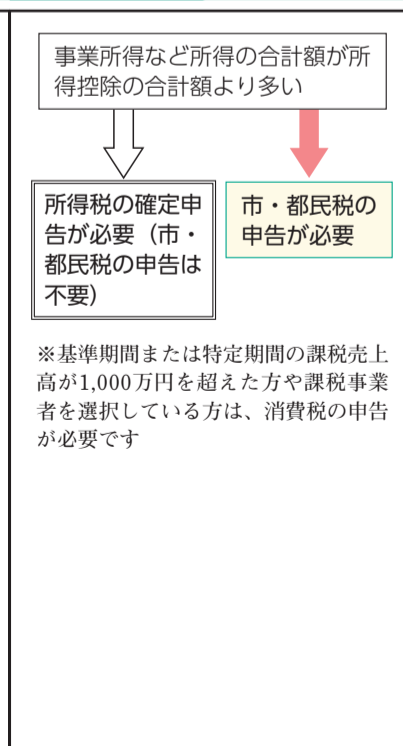 事業所得など所得の合計額が所
得控除の合計額より多い
所得税の確定申
告が必要（市・
都民税の申告は
不要）
市・都民税の
申告が必要
※基準期間または特定期間の課税売上
高が1,000万円を超えた方や課税事業
者を選択している方は、消費税の申告
が必要です